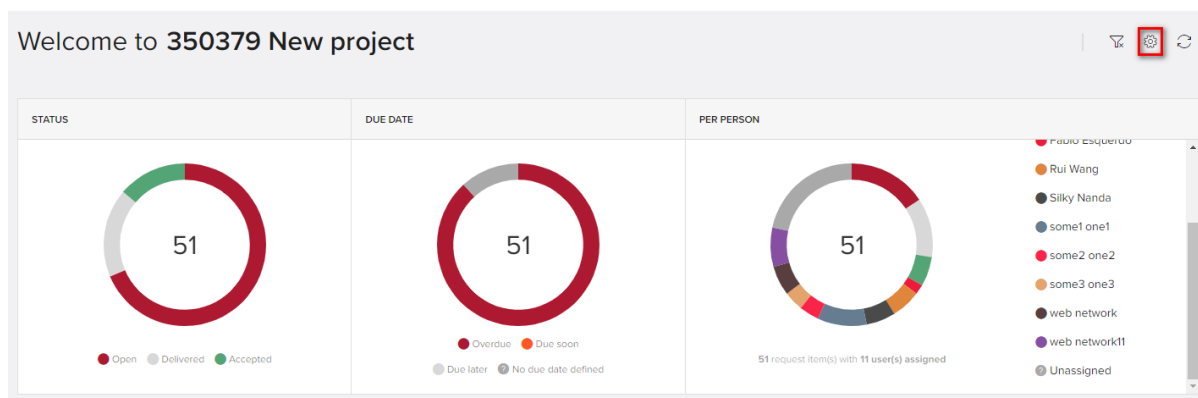 Welcome to 350379 New project
STATUS
DUE DATE
PER PERSON
51
Open Delivered Accepted
51
Overdue Due soon
Due later ? No due date defined
51
51 request item(s) with 11 user(s) assigned
Pablo Esquerdo
Rui Wang
Silky Nanda
some1 one1
some2 one2
some3 one3
web network
web network11
? Unassigned